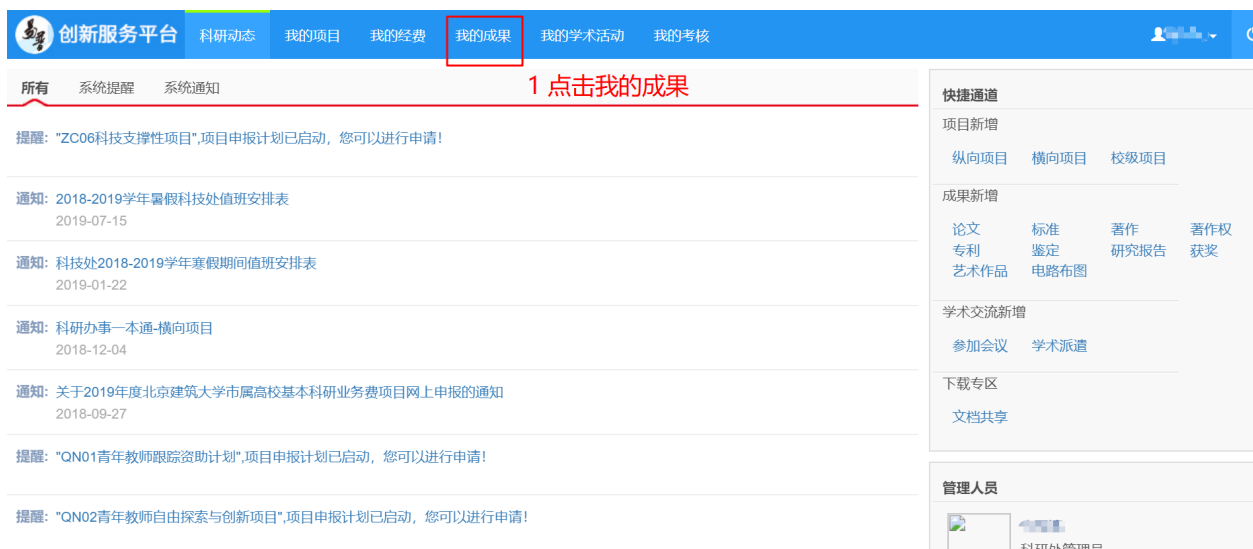 创新服务平台 科研动态 我的项目 我的经费 我的成果 我的学术活动 我的考核
1 点击我的成果
所有 系统提醒 系统通知
提醒: "ZC06科技支撑性项目",项目申报计划已启动，您可以进行申请!
通知: 2018-2019学年暑假科技处值班安排表
2019-07-15
通知: 科技处2018-2019学年寒假期间值班安排表
2019-01-22
通知: 科研办事一本通-横向项目
2018-12-04
通知: 关于2019年度北京建筑大学市属高校基本科研业务费项目网上申报的通知
2018-09-27
提醒: "QN01青年教师跟踪资助计划",项目申报计划已启动，您可以进行申请!
提醒: "QN02青年教师自由探索与创新项目",项目申报计划已启动，您可以进行申请!
快捷通道
项目新增
纵向项目 横向项目 校级项目
成果新增
论文 标准 著作 著作权
专利 鉴定 研究报告 获奖
艺术作品 电路布图
学术交流新增
参加会议 学术派遣
下载专区
文档共享
管理人员
科研处管理员